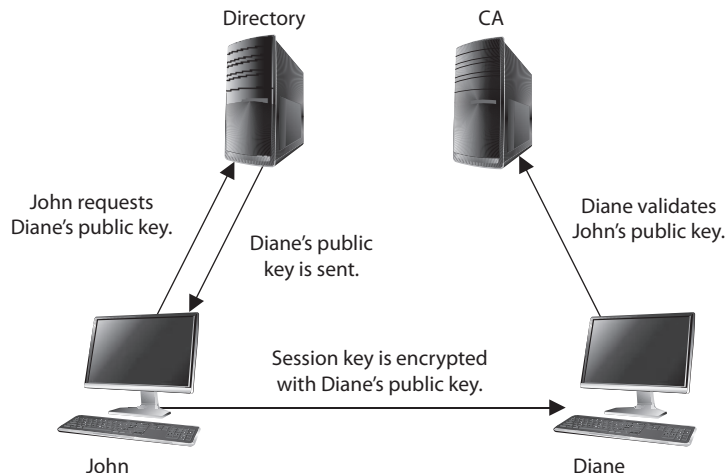 Directory
CA
John requests
Diane's public key.
Diane's public
key is sent.
Diane validates
John's public key.
Session key is encrypted
with Diane's public key.
John
Diane